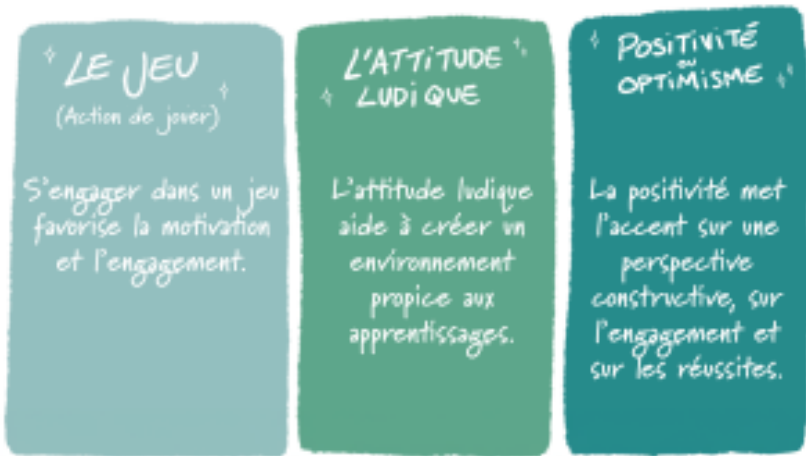 LE JEU
(Action de jouer)
S'engager dans un jeu
favorise la motivation
et l'engagement.
L'ATTITUDE
LUDIQUE
L'attitude ludique
aide à créer un
environnement
propice aux
apprentissages.
POSITIVITÉ
OU
OPTIMISME
La positivité met
l'accent sur une
perspective
constructive, sur
l'engagement et
sur les réussites.